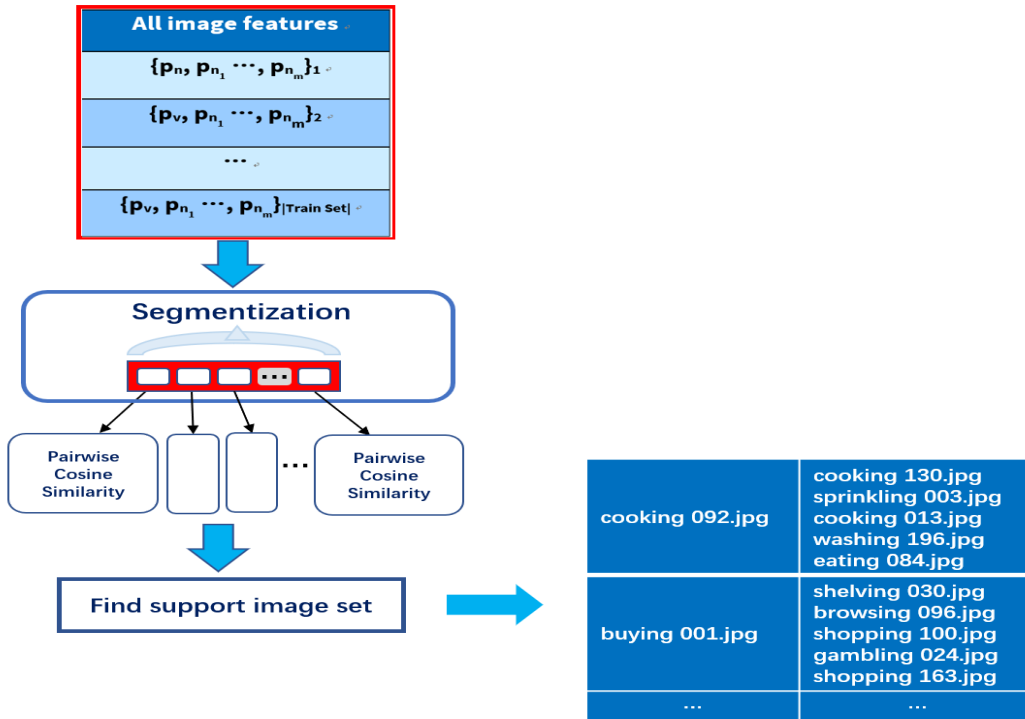 All image features
{pn, pn1 ···, pnm}1
{pv, pn1 ···, pnm}2
···
{pv, pn1 ···, pnm}|Train Set|
Segmentization
···
Pairwise
Cosine
Similarity
···
Pairwise
Cosine
Similarity
Find support image set
cooking 092.jpg
cooking 130.jpg
sprinkling 003.jpg
cooking 013.jpg
washing 196.jpg
eating 084.jpg
buying 001.jpg
shelving 030.jpg
browsing 096.jpg
shopping 100.jpg
gambling 024.jpg
shopping 163.jpg
···
···